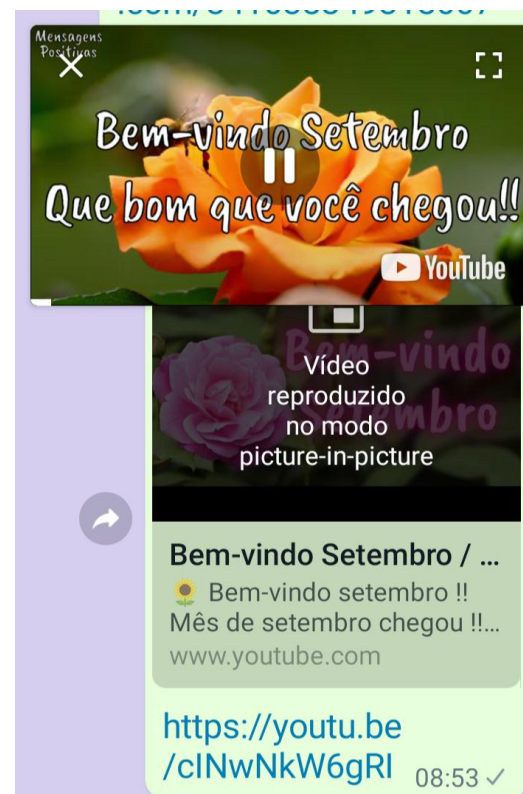 Mensagens
Positivas
Bem-vindo Setembro
Que bom que você chegou!!
YouTube
Bem-vindo
Setembro
Vídeo
reproduzido
no modo
picture-in-picture
Bem-vindo Setembro / ...
🌻 Bem-vindo setembro !!
Mês de setembro chegou !!...
www.youtube.com
https://youtu.be
/cINwNkW6gRI
08:53